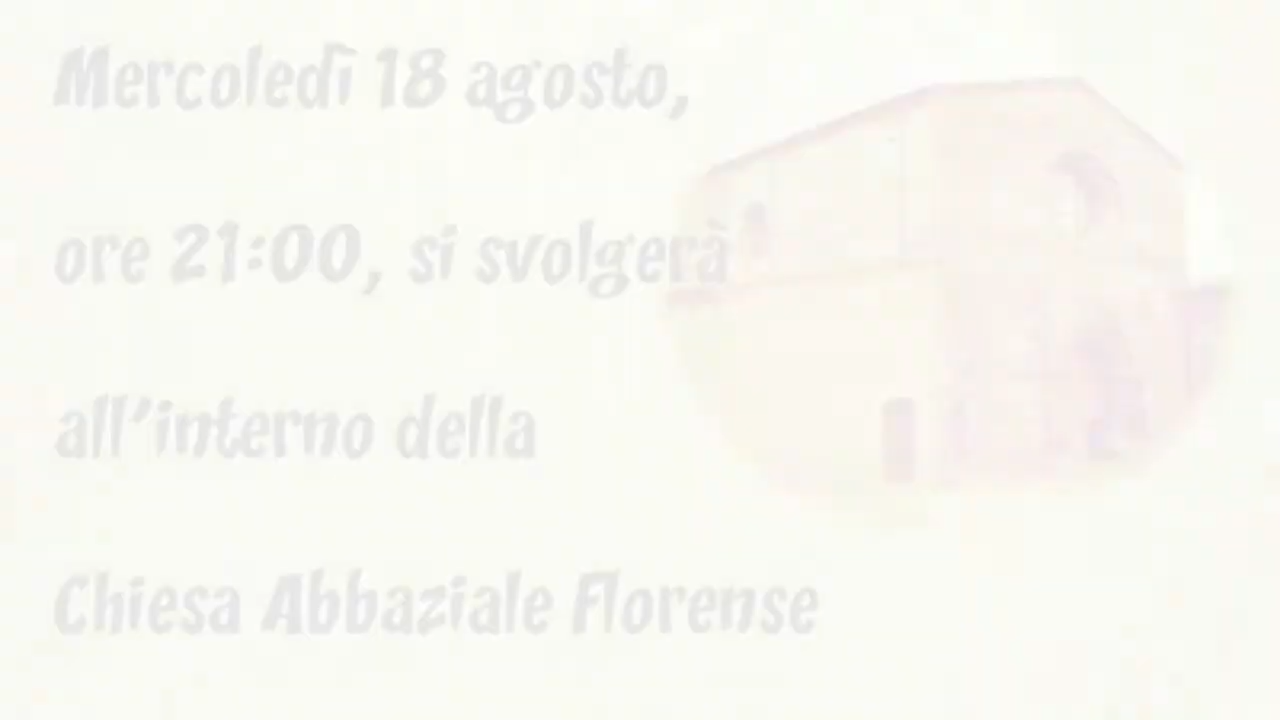 Mercoledì 18 agosto,
ore 21:00, si svolgerà
all'interno della
Chiesa Abbaziale Florense